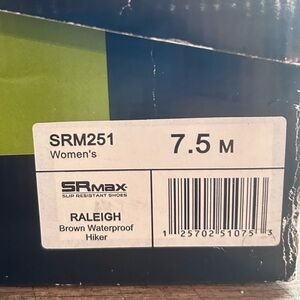 SRM251
Women's
7.5 M
SRmax
SLIP RESISTANT SHOES
RALEIGH
Brown Waterproof
Hiker
1 25702 51075 3